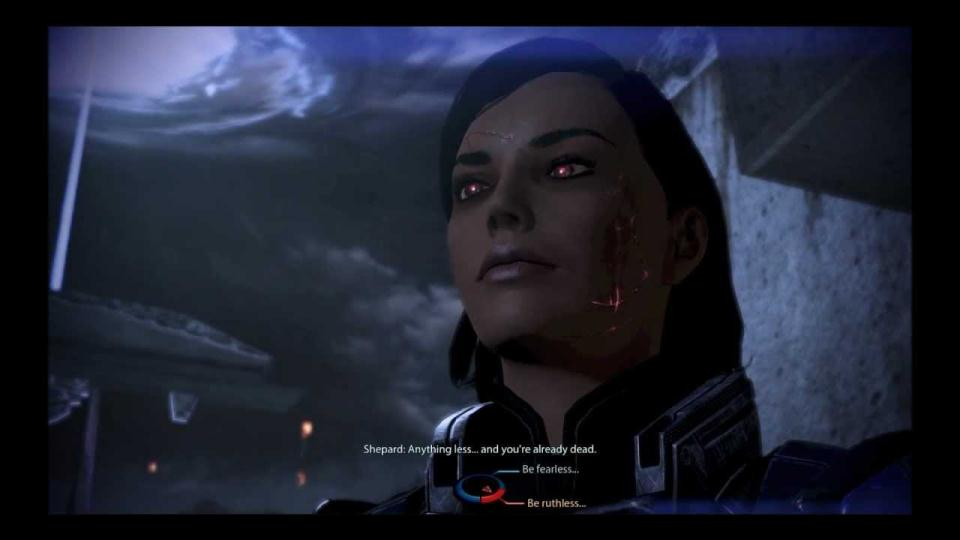 Shepard: Anything less... and you're already dead.
Be fearless...
Be ruthless...